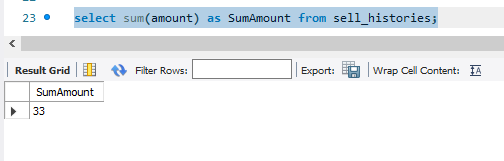 23 select sum(amount) as SumAmount from sell_histories;
Result Grid Filter Rows: Export: Wrap Cell Content:
SumAmount
33